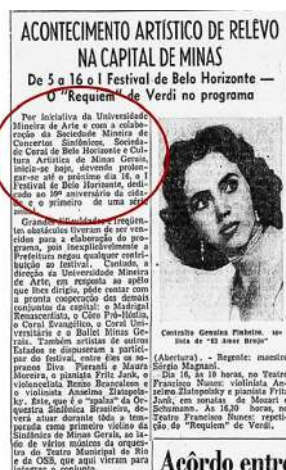 ACONTECIMENTO ARTÍSTICO DE RELÊVO
NA CAPITAL DE MINAS
De 5 a 16 o I Festival de Belo Horizonte —
O "Requiem" de Verdi no programa
Por iniciativa da Universidade
Mineira de Arte e com a colabo-
ração da Sociedade Mineira de
Concertos Sinfônicos, Socieda-
de Coral de Belo Horizonte e Cul-
tura Artística de Minas Gerais,
inicia-se hoje, devendo prolon-
gar-se até o próximo dia 16, o I
Festival de Belo Horizonte, dedi-
cado ao 59º aniversário da cida-
de e o primeiro de uma série
Grandes dificuldades e freqüen-
tes obstáculos tiveram de ser ven-
cidos para a elaboração do pro-
grama, pois inexplicàvelmente a
Prefeitura negou qualquer contri-
buição ao festival. Contudo, a
direção da Universidade Mineira
de Arte, em resposta ao apêlo
que lhes dirigiu, pôde contar com
a pronta cooperação dos demais
conjuntos da capital: o Madrigal
Renascentista, o Côro Pró-Hóstia,
o Coral Evangélico, o Coral Uni-
versitário e o Ballet Minas Ge-
rais. Também artistas de outros
Estados se dispuseram a partici-
par do festival, entre êles os so-
pranos Diva Pieranti e Maura
Moreira, o pianista Fritz Jank, o
violoncelista Renzo Brancaleon e
o violinista Anselmo Zlatopols-
ky. Êste, que é o "spalla" da Or-
questra Sinfônica Brasileira, de-
verá atuar durante tôda a tem-
porada como primeiro violino da
Sinfônica de Minas Gerais, ao la-
do de vários músicos da orques-
tra do Teatro Municipal do Rio
e da OSB, que aqui vieram para
integrar o conjunto
Contralto Genuina Pinheiro, so-
lista de "El Amor Brujo"
(Abertura). - Regente: maestro
Sérgio Magnani.
Dia 16, às 10 horas, no Teatro
Francisco Nunes: violinista An-
selmo Zlatopolsky e pianista Fritz
Jank, em sonatas de Mozart e
Schumann. As 16,30 horas, no
Teatro Francisco Nunes: repeti-
ção do "Requiem" de Verdi.
Acôrdo entre